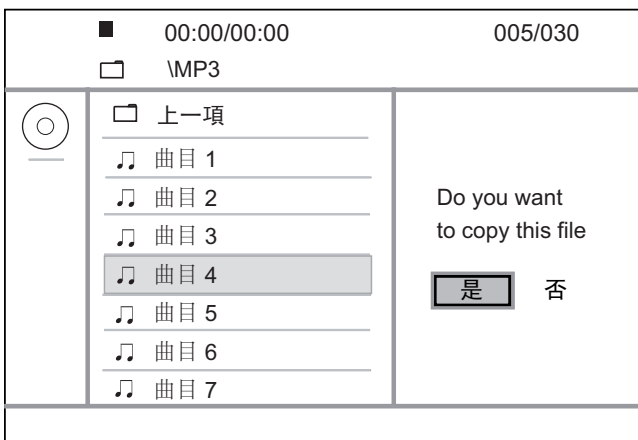 00:00/00:00 005/030
\MP3
上一項
曲目 1
曲目 2
曲目 3
曲目 4
曲目 5
曲目 6
曲目 7
Do you want
to copy this file
是 否